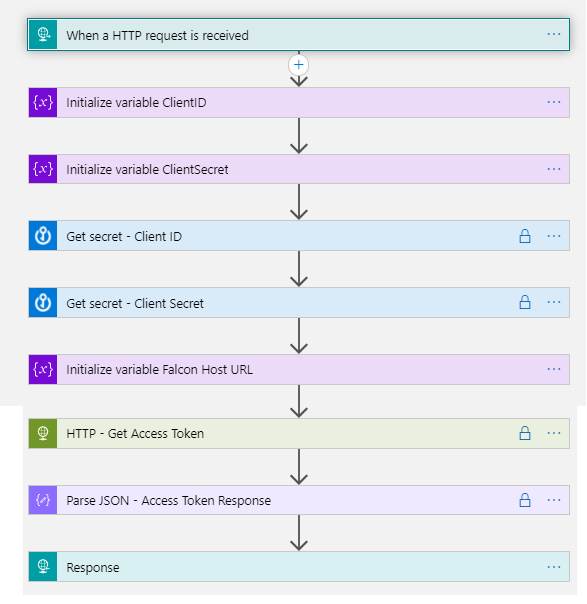 When a HTTP request is received
Initialize variable ClientID
Initialize variable ClientSecret
Get secret - Client ID
Get secret - Client Secret
Initialize variable Falcon Host URL
HTTP - Get Access Token
Parse JSON - Access Token Response
Response